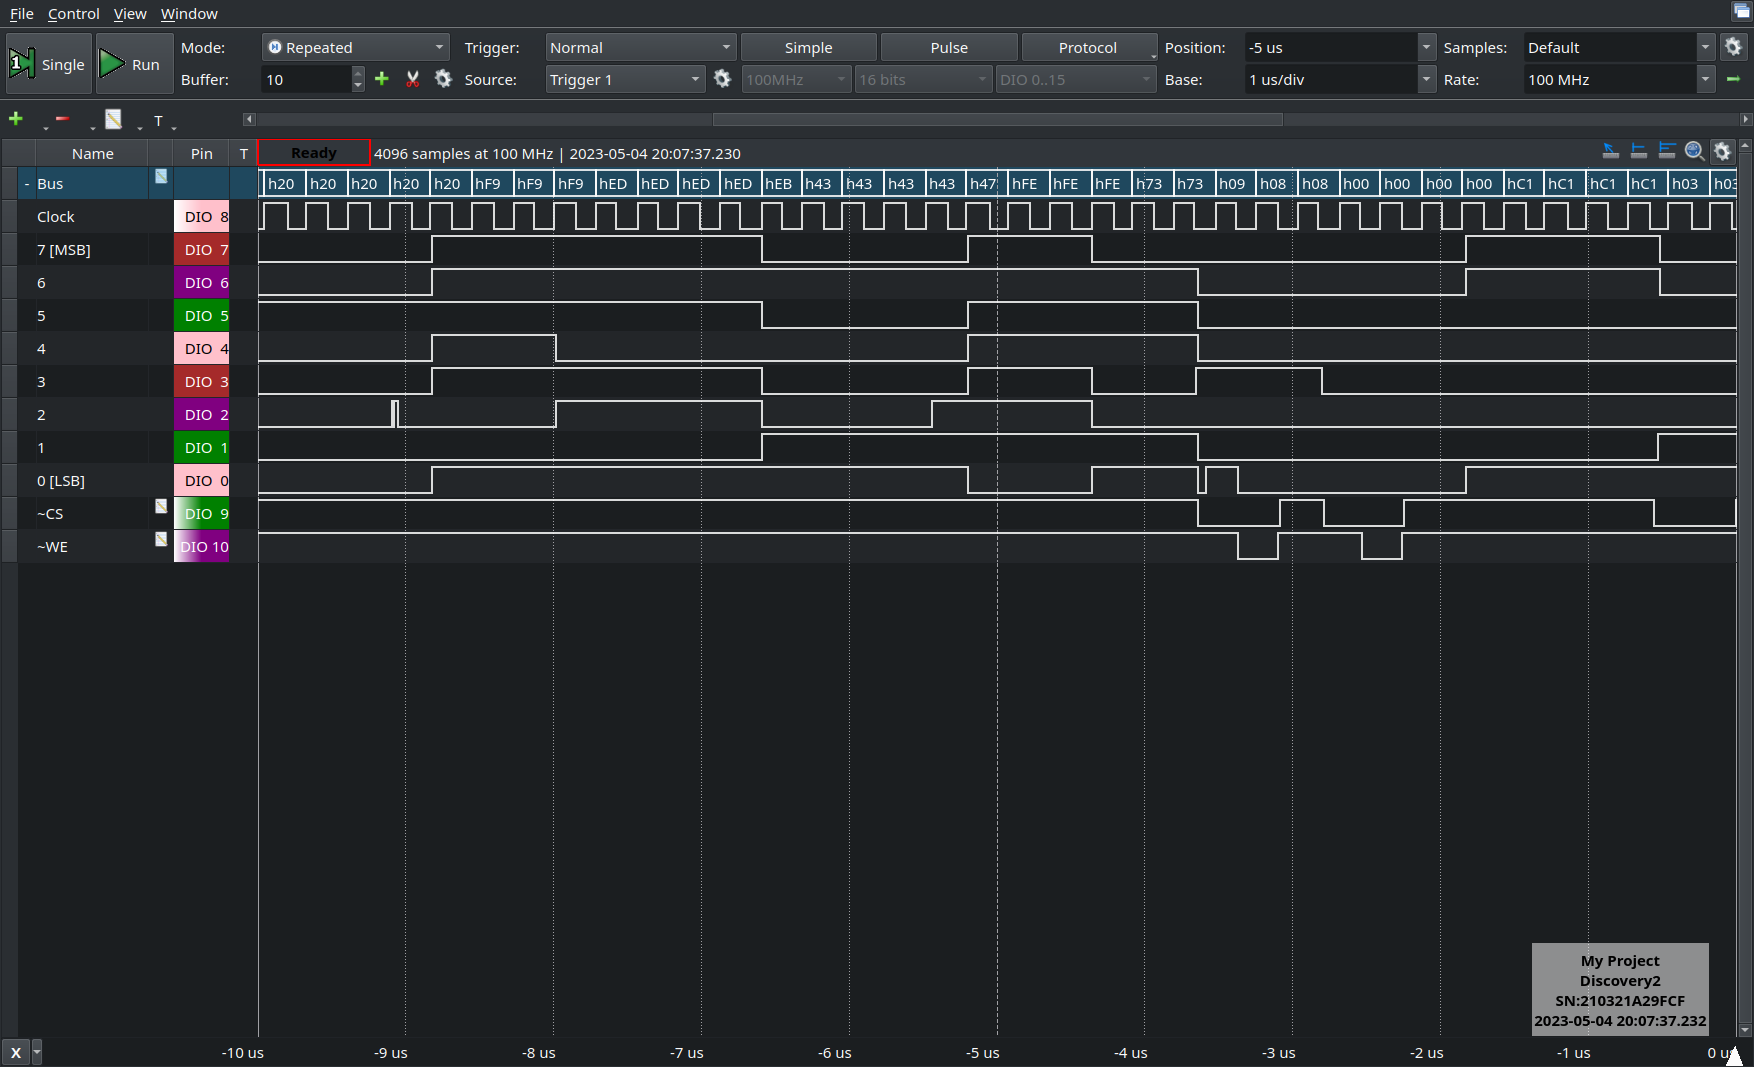 File Control View Window
Single Run Mode: Repeated Trigger: Normal Simple Pulse Protocol Position: -5 us Samples: Default
Buffer: 10 Source: Trigger 1 100MHz 16 bits DIO 0..15 Base: 1 us/div Rate: 100 MHz
T
Name Pin T Ready 4096 samples at 100 MHz | 2023-05-04 20:07:37.230
- Bus h20 h20 h20 h20 h20 hF9 hF9 hF9 hED hED hED hED hEB h43 h43 h43 h43 h47 hFE hFE hFE h73 h73 h09 h08 h08 h00 h00 h00 h00 hC1 hC1 hC1 hC1 h03 h03
Clock DIO 8
7 [MSB] DIO 7
6 DIO 6
5 DIO 5
4 DIO 4
3 DIO 3
2 DIO 2
1 DIO 1
0 [LSB] DIO 0
~CS DIO 9
~WE DIO 10
My Project
Discovery2
SN:210321A29FCF
2023-05-04 20:07:37.232
X -10 us -9 us -8 us -7 us -6 us -5 us -4 us -3 us -2 us -1 us 0 us